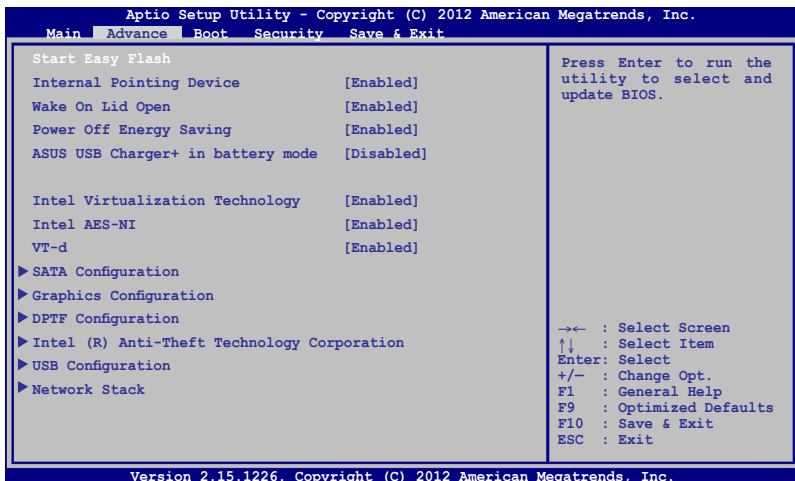 Aptio Setup Utility - Copyright (C) 2012 American Megatrends, Inc.
Main Advance Boot Security Save & Exit
Start Easy Flash
Internal Pointing Device [Enabled]
Wake On Lid Open [Enabled]
Power Off Energy Saving [Enabled]
ASUS USB Charger+ in battery mode [Disabled]
Intel Virtualization Technology [Enabled]
Intel AES-NI [Enabled]
VT-d [Enabled]
SATA Configuration
Graphics Configuration
DPTF Configuration
Intel (R) Anti-Theft Technology Corporation
USB Configuration
Network Stack
Press Enter to run the
utility to select and
update BIOS.
→← : Select Screen
↑↓ : Select Item
Enter: Select
+/— : Change Opt.
F1 : General Help
F9 : Optimized Defaults
F10 : Save & Exit
ESC : Exit
Version 2.15.1226. Copyright (C) 2012 American Megatrends, Inc.